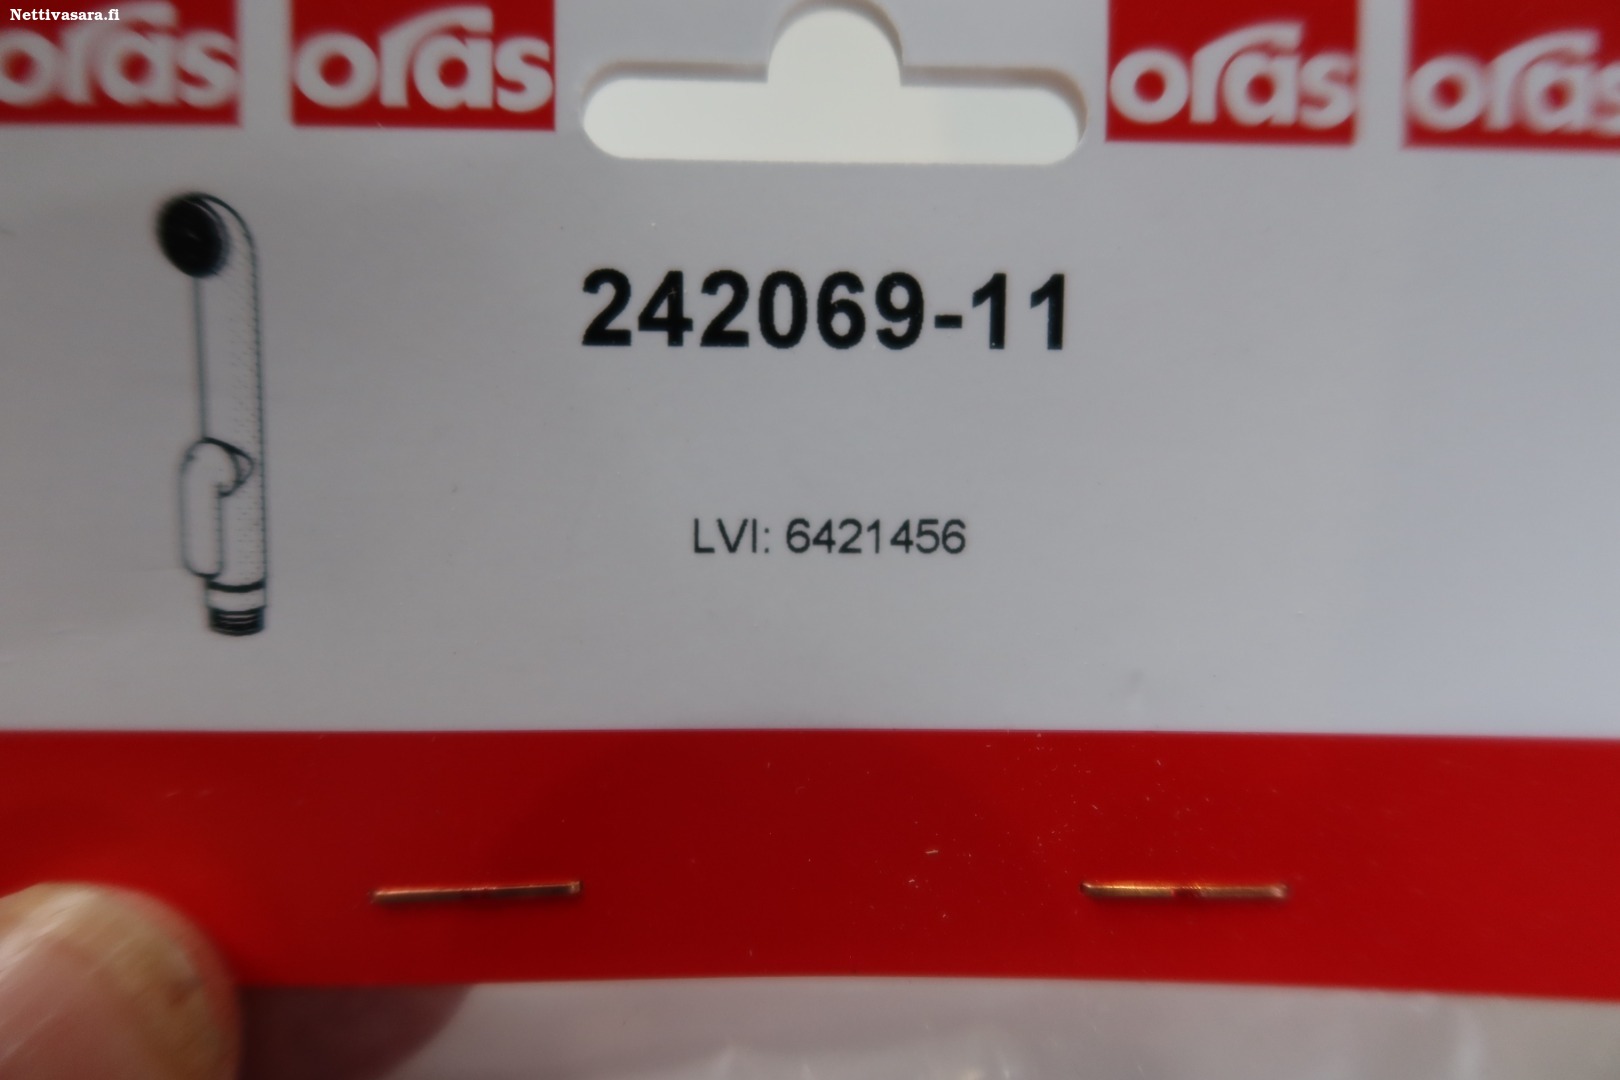 Nettivasara.fi
oras oras oras oras
242069-11
LVI: 6421456